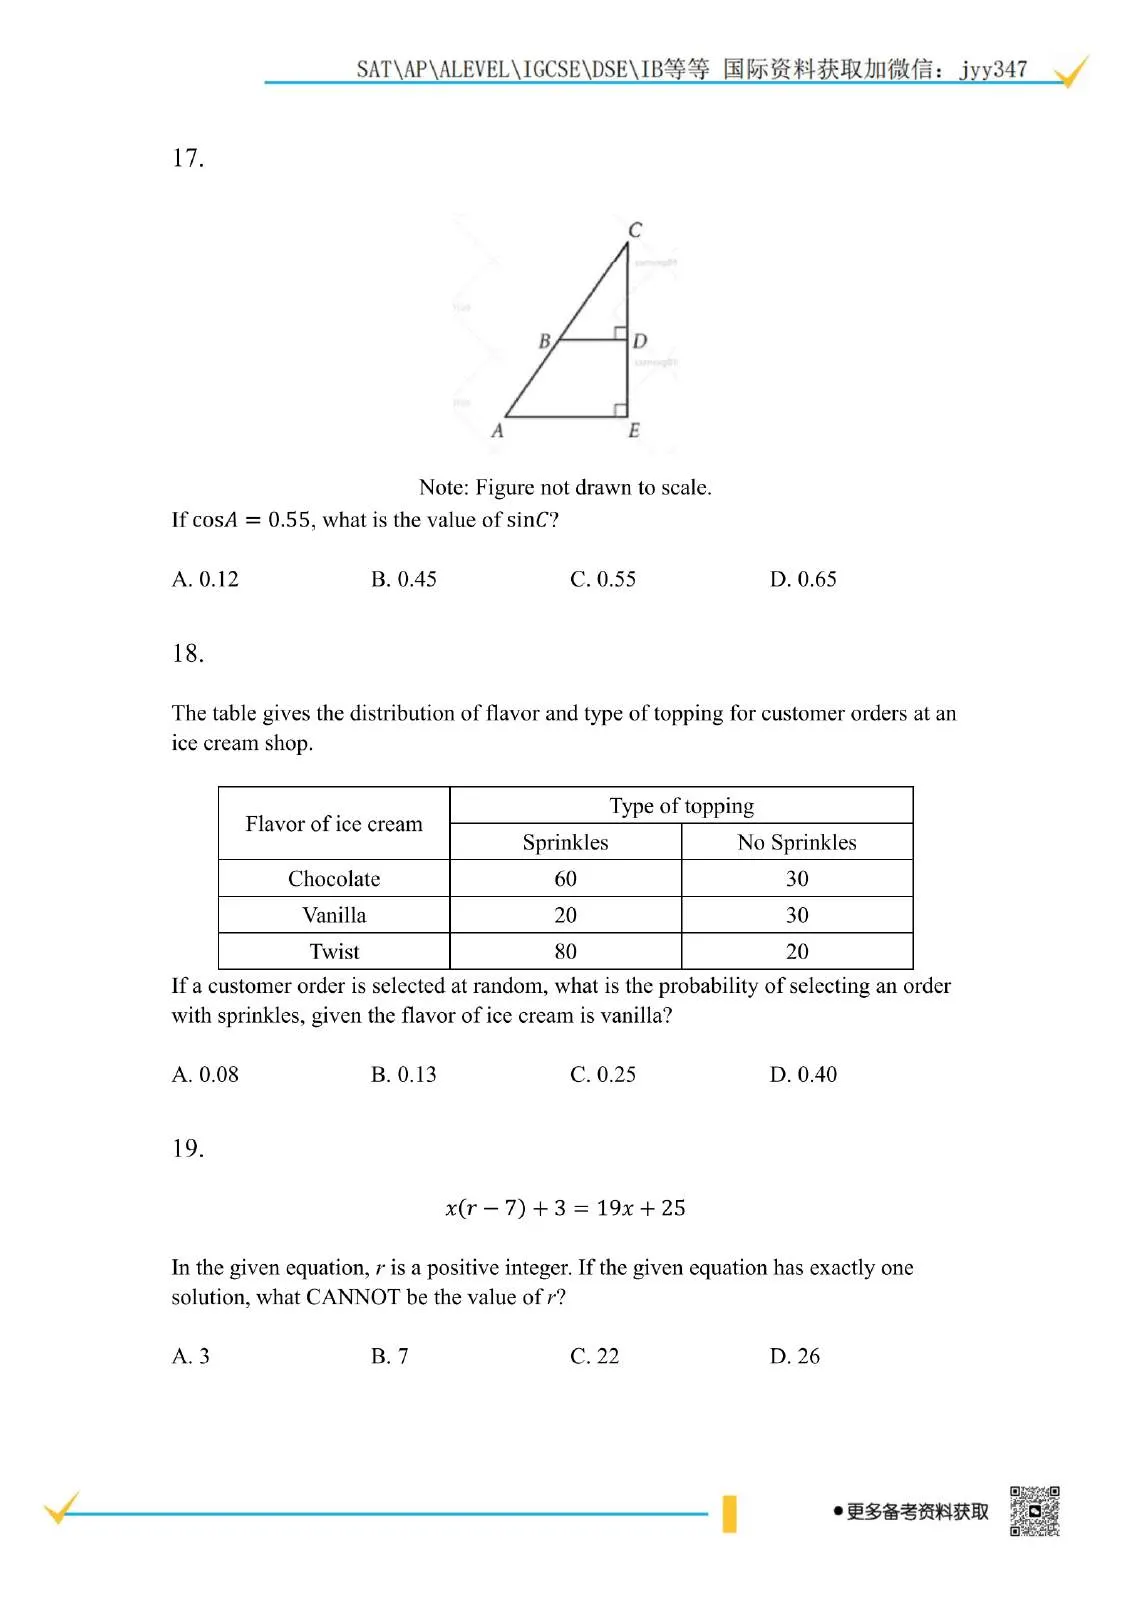 SAT\AP\ALEVEL\IGCSE\DSE\IB等等 国际资料获取加微信：jyy347
17.
C
B
D
A
E
Note: Figure not drawn to scale.
If cosA = 0.55, what is the value of sinC?
A. 0.12 B. 0.45 C. 0.55 D. 0.65
18.
The table gives the distribution of flavor and type of topping for customer orders at an
ice cream shop.
Flavor of ice cream
Type of topping
Sprinkles No Sprinkles
Chocolate 60 30
Vanilla 20 30
Twist 80 20
If a customer order is selected at random, what is the probability of selecting an order
with sprinkles, given the flavor of ice cream is vanilla?
A. 0.08 B. 0.13 C. 0.25 D. 0.40
19.
x(r − 7) + 3 = 19x + 25
In the given equation, r is a positive integer. If the given equation has exactly one
solution, what CANNOT be the value of r?
A. 3 B. 7 C. 22 D. 26
●更多备考资料获取